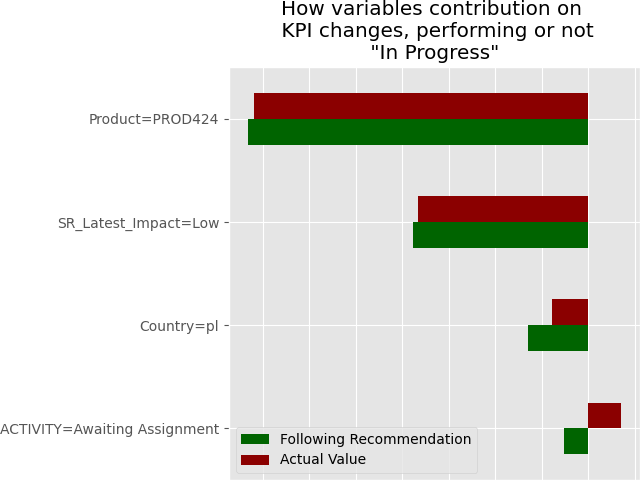 How variables contribution on
KPI changes, performing or not
"In Progress"
Product=PROD424
SR_Latest_Impact=Low
Country=pl
ACTIVITY=Awaiting Assignment
Following Recommendation
Actual Value